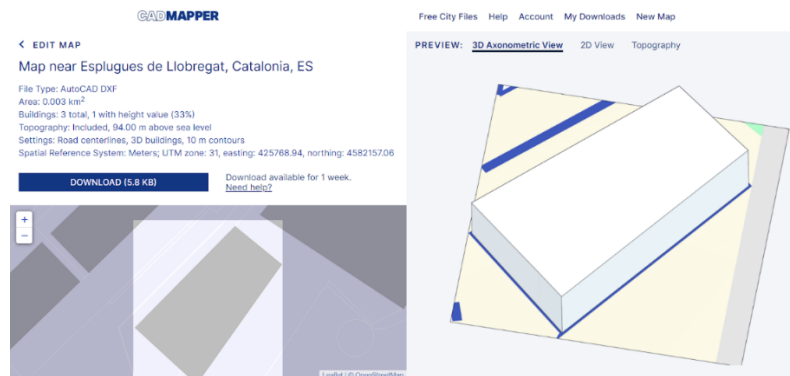 CADMAPPER
Free City Files Help Account My Downloads New Map
EDIT MAP
Map near Esplugues de Llobregat, Catalonia, ES
File Type: AutoCAD DXF
Area: 0.003 km2
Buildings: 3 total, 1 with height value (33%)
Topography: Included, 94.00 m above sea level
Settings: Road centerlines, 3D buildings, 10 m contours
Spatial Reference System: Meters; UTM zone: 31, easting: 425768.94, northing: 4582157.06
DOWNLOAD (5.8 KB)
Download available for 1 week.
Need help?
+
−
Leaflet | © OpenStreetMap
PREVIEW: 3D Axonometric View 2D View Topography